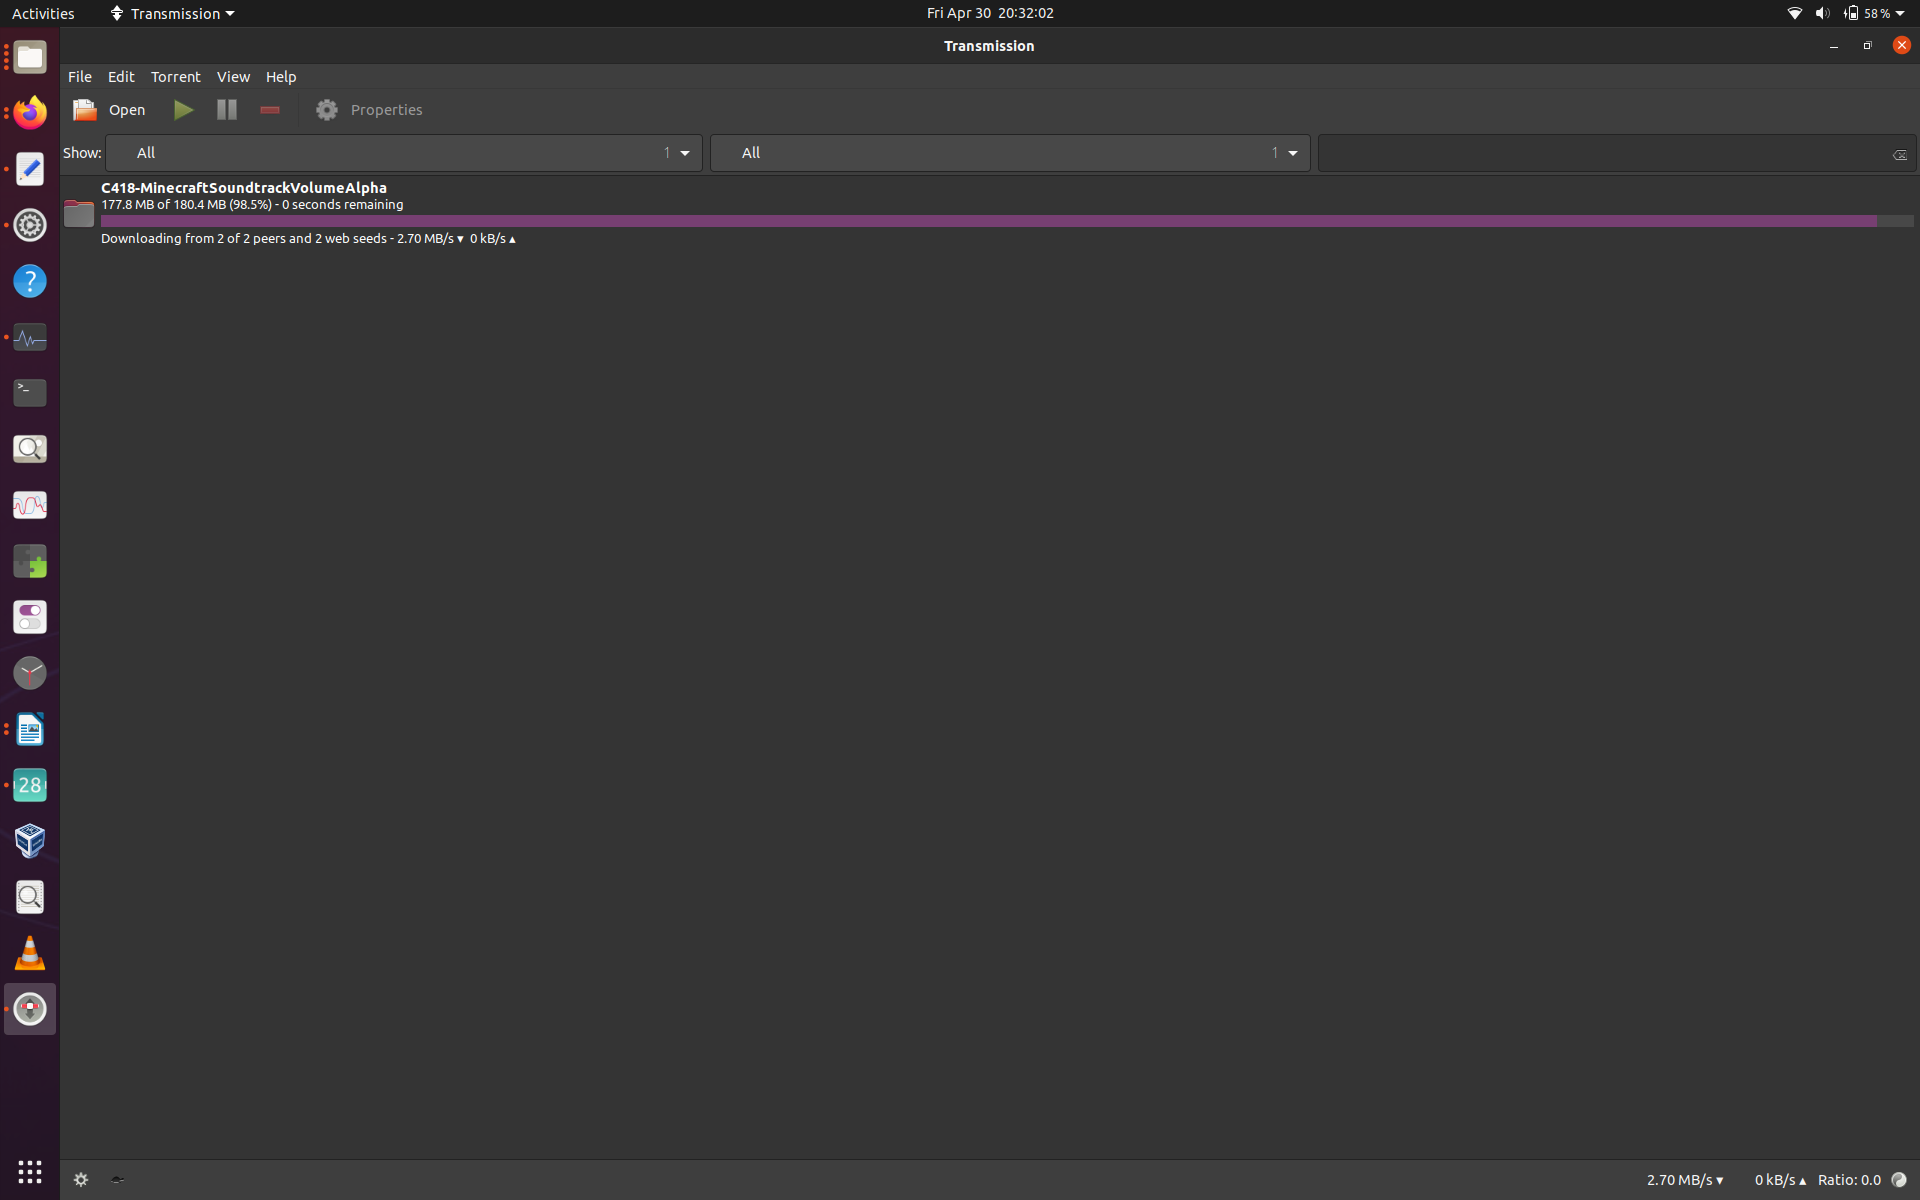 Activities Transmission Fri Apr 30 20:32:02 58 %
Transmission
File Edit Torrent View Help
Open Properties
Show: All 1 All 1
C418-MinecraftSoundtrackVolumeAlpha
177.8 MB of 180.4 MB (98.5%) - 0 seconds remaining
Downloading from 2 of 2 peers and 2 web seeds - 2.70 MB/s ▾ 0 kB/s ▴
?
>_
28
2.70 MB/s ▾ 0 kB/s ▴ Ratio: 0.0